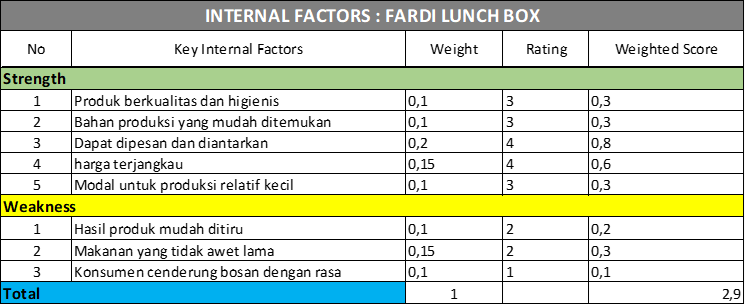 INTERNAL FACTORS : FARDI LUNCH BOX
No Key Internal Factors Weight Rating Weighted Score
Strength
1 Produk berkualitas dan higienis 0,1 3 0,3
2 Bahan produksi yang mudah ditemukan 0,1 3 0,3
3 Dapat dipesan dan diantarkan 0,2 4 0,8
4 harga terjangkau 0,15 4 0,6
5 Modal untuk produksi relatif kecil 0,1 3 0,3
Weakness
1 Hasil produk mudah ditiru 0,1 2 0,2
2 Makanan yang tidak awet lama 0,15 2 0,3
3 Konsumen cenderung bosan dengan rasa 0,1 1 0,1
Total 1 2,9